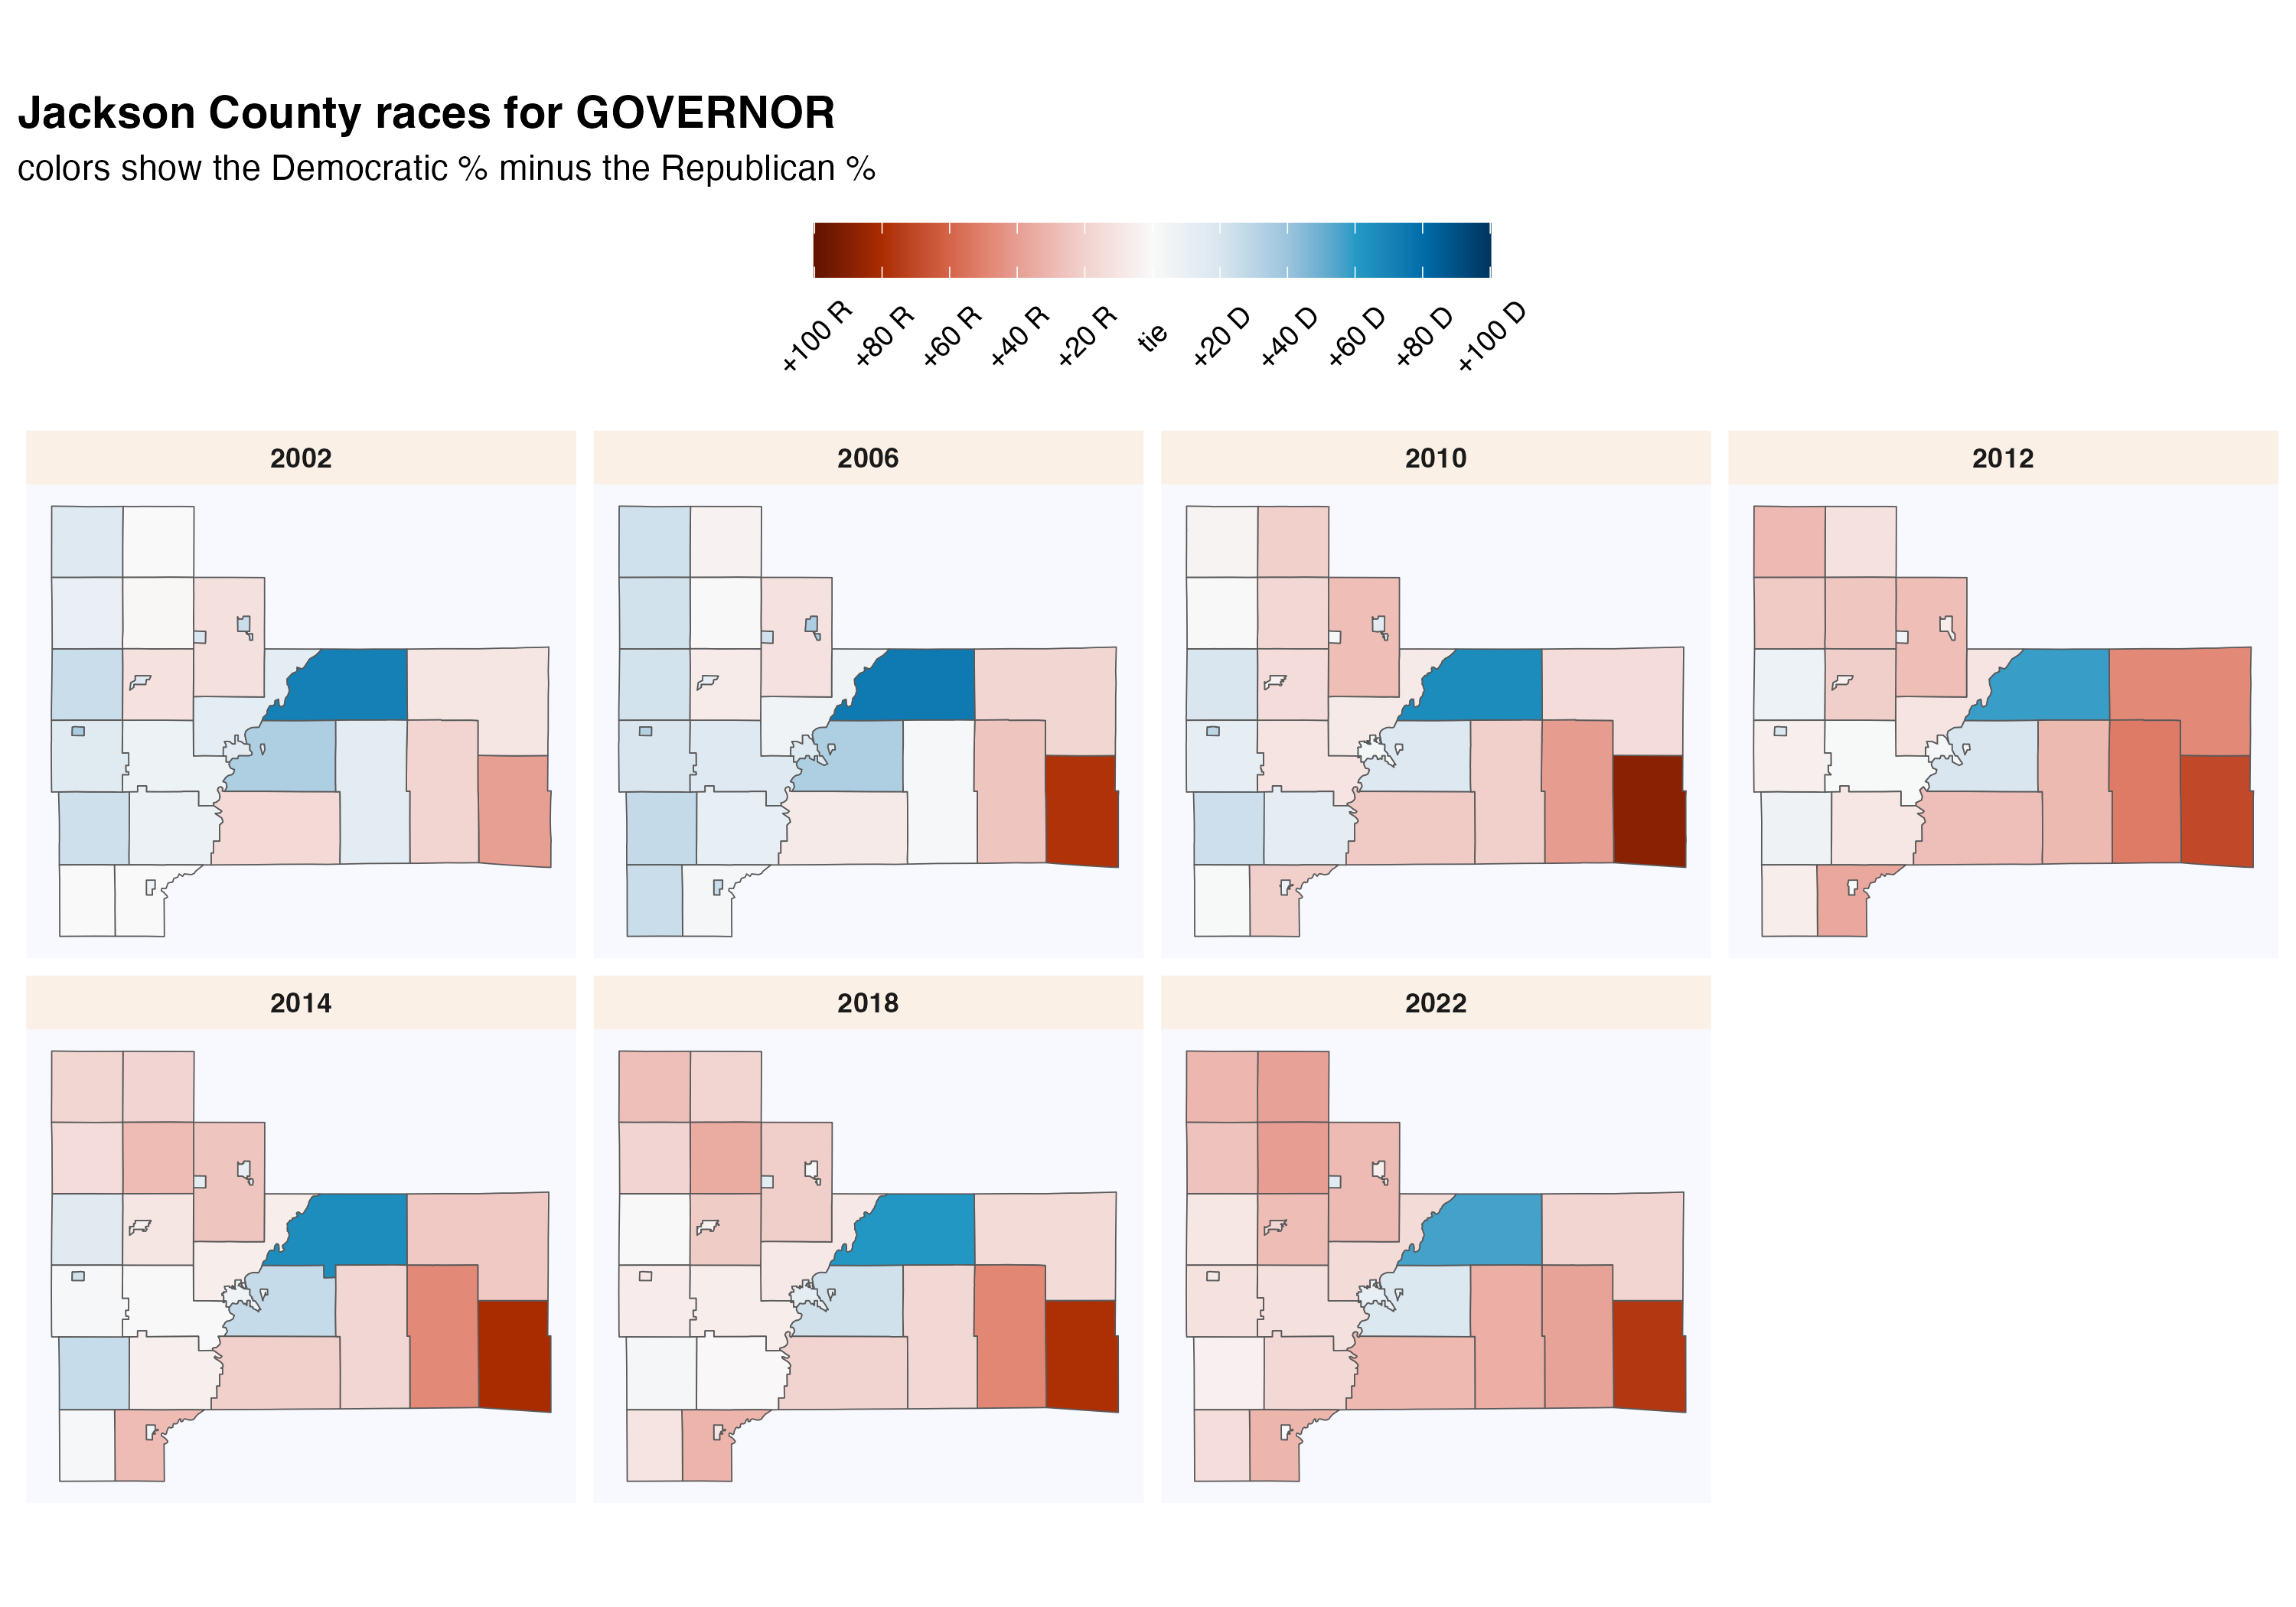 Jackson County races for GOVERNOR
colors show the Democratic % minus the Republican %
+100 R +80 R +60 R +40 R +20 R tie +20 D +40 D +60 D +80 D +100 D
2002 2006 2010 2012
2014 2018 2022